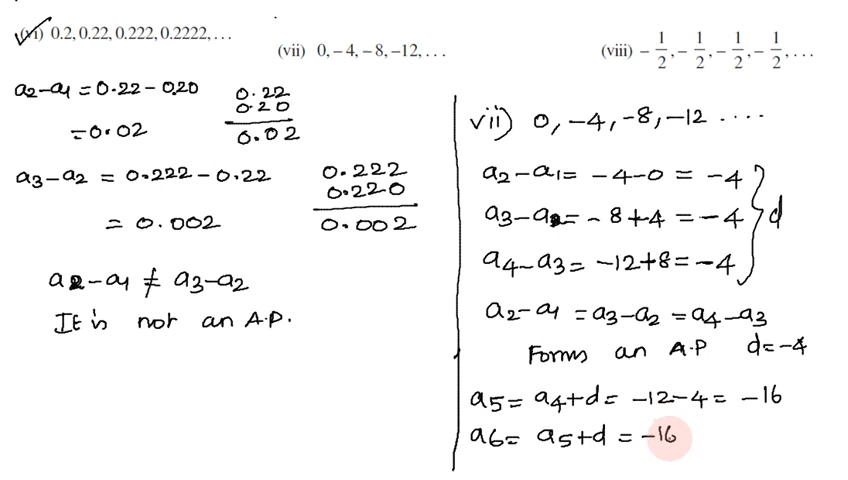 (vi) 0.2, 0.22, 0.222, 0.2222, ...
(vii) 0, – 4, – 8, –12, ...
(viii) – 1/2, – 1/2, – 1/2, – 1/2, ...
a2-a1 = 0.22 - 0.20
= 0.02
0.22
0.20
0.02
a3-a2 = 0.222 - 0.22
= 0.002
0.222
0.220
0.002
a2-a1 ≠ a3-a2
It is not an A.P.
vii) 0, -4, -8, -12 ....
a2-a1 = -4-0 = -4
a3-a2 = -8+4 = -4
a4-a3 = -12+8 = -4
} d
a2-a1 = a3-a2 = a4-a3
Forms an A.P d=-4
a5 = a4+d = -12-4 = -16
a6 = a5+d = -16